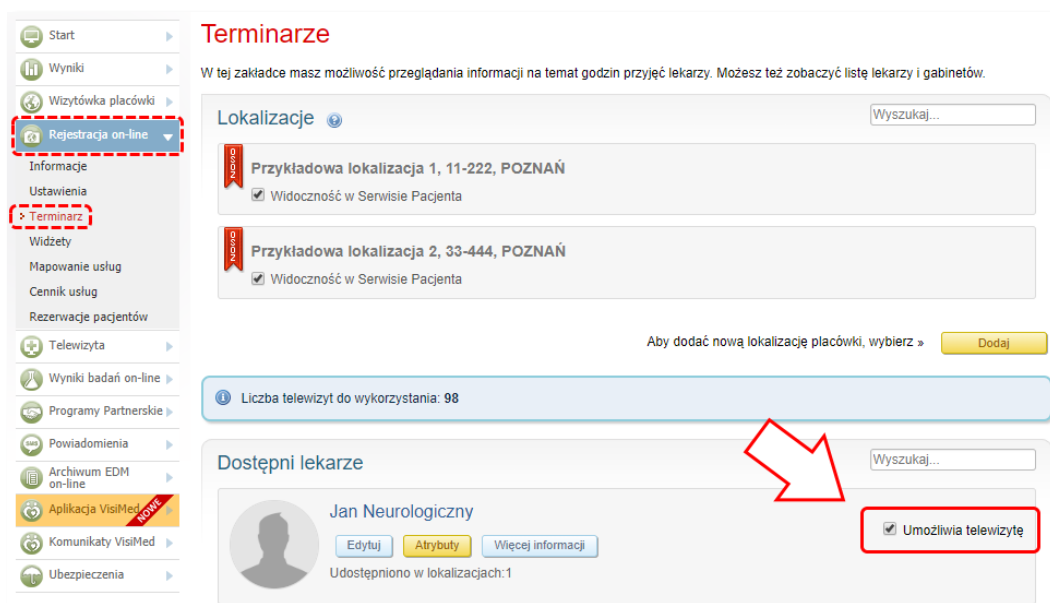 Start
Wyniki
Wizytówka placówki
Rejestracja on-line
Informacje
Ustawienia
Terminarz
Widżety
Mapowanie usług
Cennik usług
Rezerwacje pacjentów
Telewizyta
Wyniki badań on-line
Programy Partnerskie
SMS
Powiadomienia
Archiwum EDM
on-line
Aplikacja VisiMed
NOWE
Komunikaty VisiMed
Ubezpieczenia
Terminarze
W tej zakładce masz możliwość przeglądania informacji na temat godzin przyjęć lekarzy. Możesz też zobaczyć listę lekarzy i gabinetów.
Lokalizacje
Wyszukaj...
OSOZ
Przykładowa lokalizacja 1, 11-222, POZNAŃ
Widoczność w Serwisie Pacjenta
OSOZ
Przykładowa lokalizacja 2, 33-444, POZNAŃ
Widoczność w Serwisie Pacjenta
Aby dodać nową lokalizację placówki, wybierz »
Dodaj
Liczba telewizyt do wykorzystania: 98
Dostępni lekarze
Wyszukaj...
Jan Neurologiczny
Edytuj
Atrybuty
Więcej informacji
Udostępniono w lokalizacjach:1
Umożliwia telewizytę